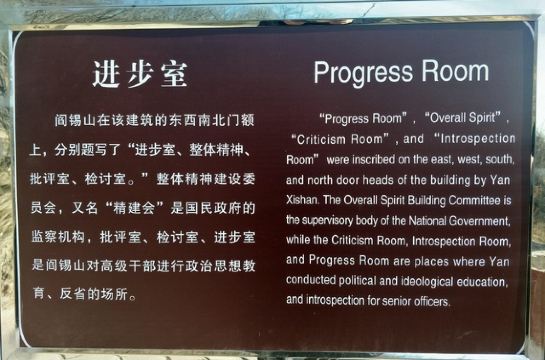 进步室
阎锡山在该建筑的东西南北门额
上，分别题写了“进步室、整体精神、
批评室、检讨室。”整体精神建设委
员会，又名“精建会”是国民政府的
监察机构，批评室、检讨室、进步室
是阎锡山对高级干部进行政治思想教
育、反省的场所。
Progress Room
“Progress Room”, “Overall Spirit”,
“Criticism Room”, and “Introspection
Room” were inscribed on the east, west, south,
and north door heads of the building by Yan
Xishan. The Overall Spirit Building Committee is
the supervisory body of the National Government,
while the Criticism Room, Introspection Room,
and Progress Room are places where Yan
conducted political and ideological education,
and introspection for senior officers.